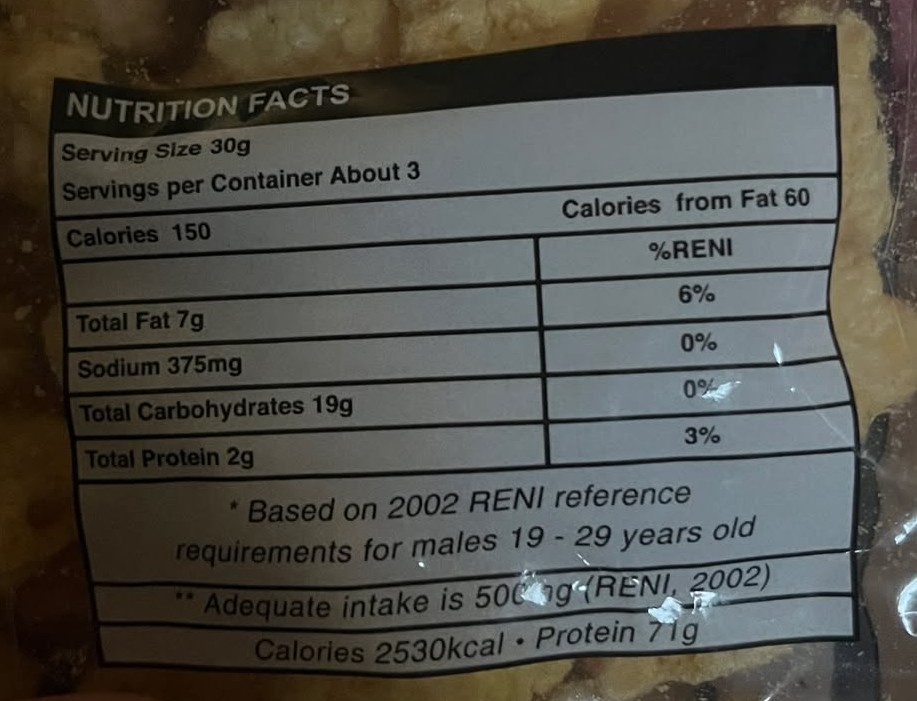 NUTRITION FACTS
Serving Size 30g
Servings per Container About 3
Calories 150 Calories from Fat 60
%RENI
Total Fat 7g 6%
Sodium 375mg 0%
Total Carbohydrates 19g 0%
Total Protein 2g 3%
* Based on 2002 RENI reference
requirements for males 19 - 29 years old
** Adequate intake is (RENI, 2002)
Calories 2530kcal • Protein 71g